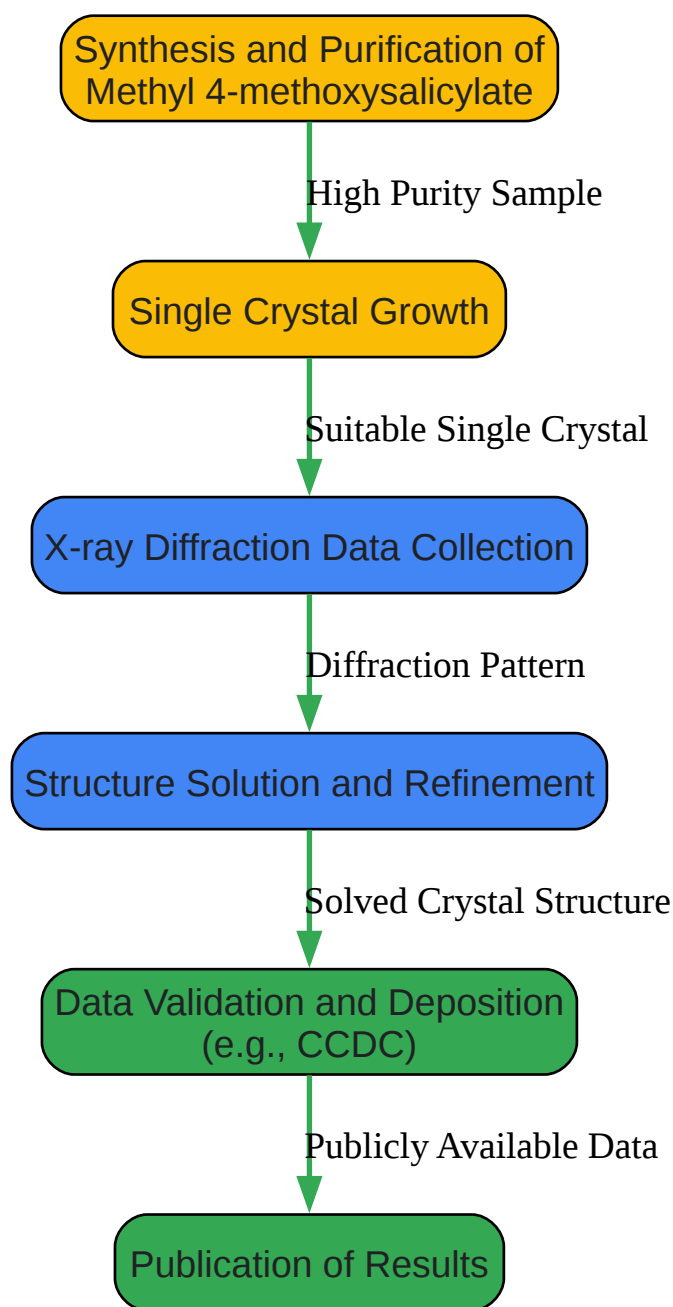 Synthesis and Purification of
Methyl 4-methoxysalicylate
High Purity Sample
Single Crystal Growth
Suitable Single Crystal
X-ray Diffraction Data Collection
Diffraction Pattern
Structure Solution and Refinement
Solved Crystal Structure
Data Validation and Deposition
(e.g., CCDC)
Publicly Available Data
Publication of Results